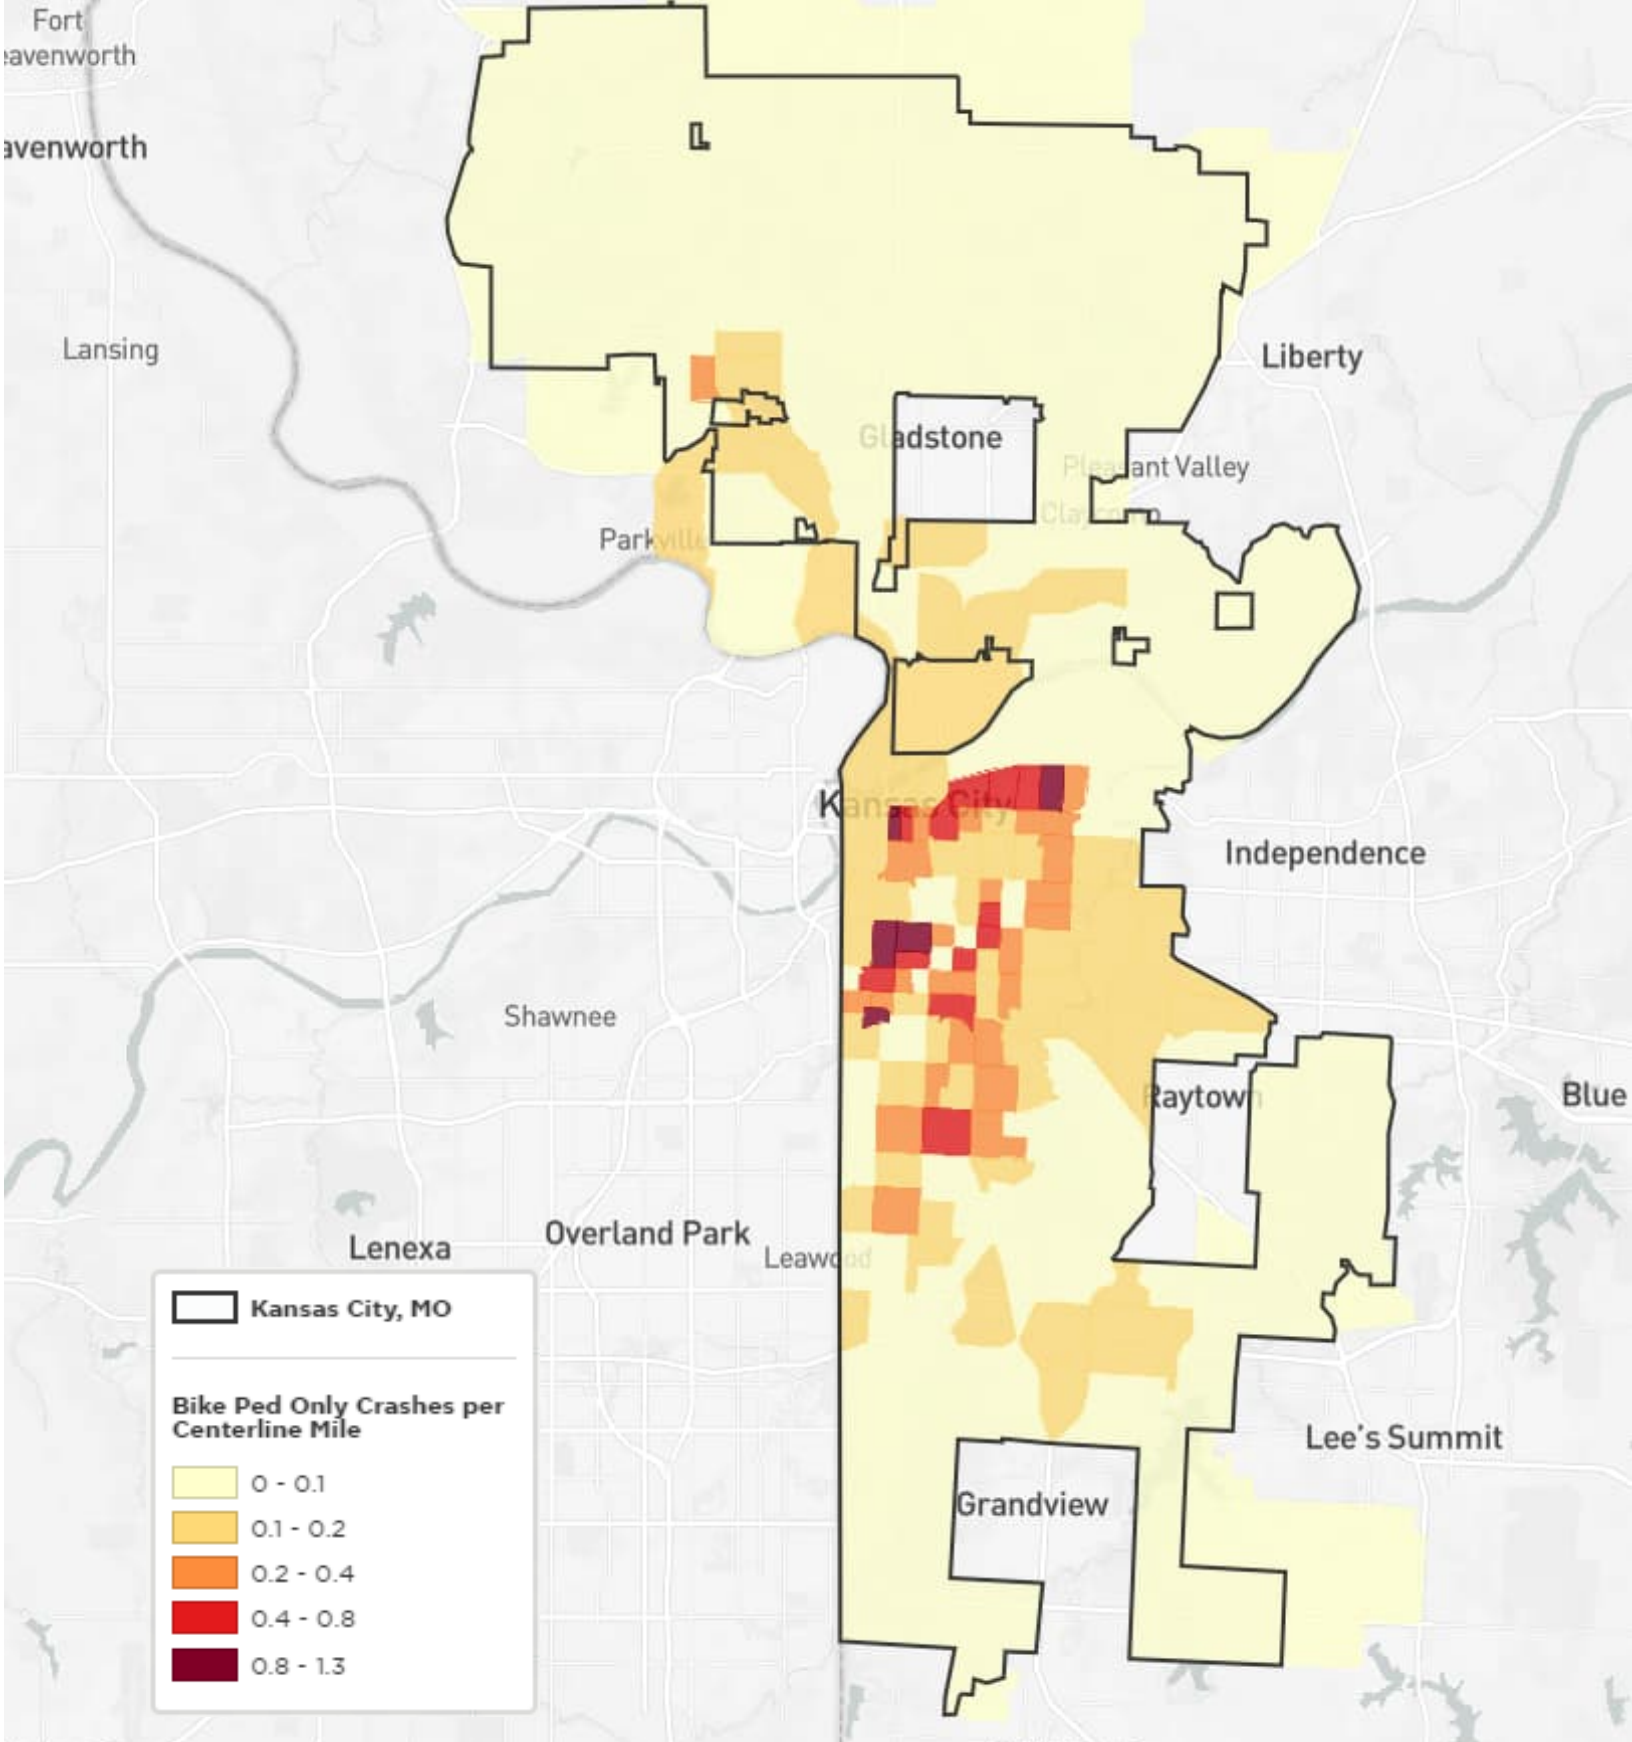 Fort
eavenworth
avenworth
Lansing
Liberty
Gladstone
Pleasant Valley
Claycomo
Parkville
Kansas City
Independence
Shawnee
Raytown
Blue
Overland Park
Lenexa
Leawood
Kansas City, MO
Bike Ped Only Crashes per
Centerline Mile
0 - 0.1
0.1 - 0.2
0.2 - 0.4
0.4 - 0.8
0.8 - 1.3
Lee's Summit
Grandview